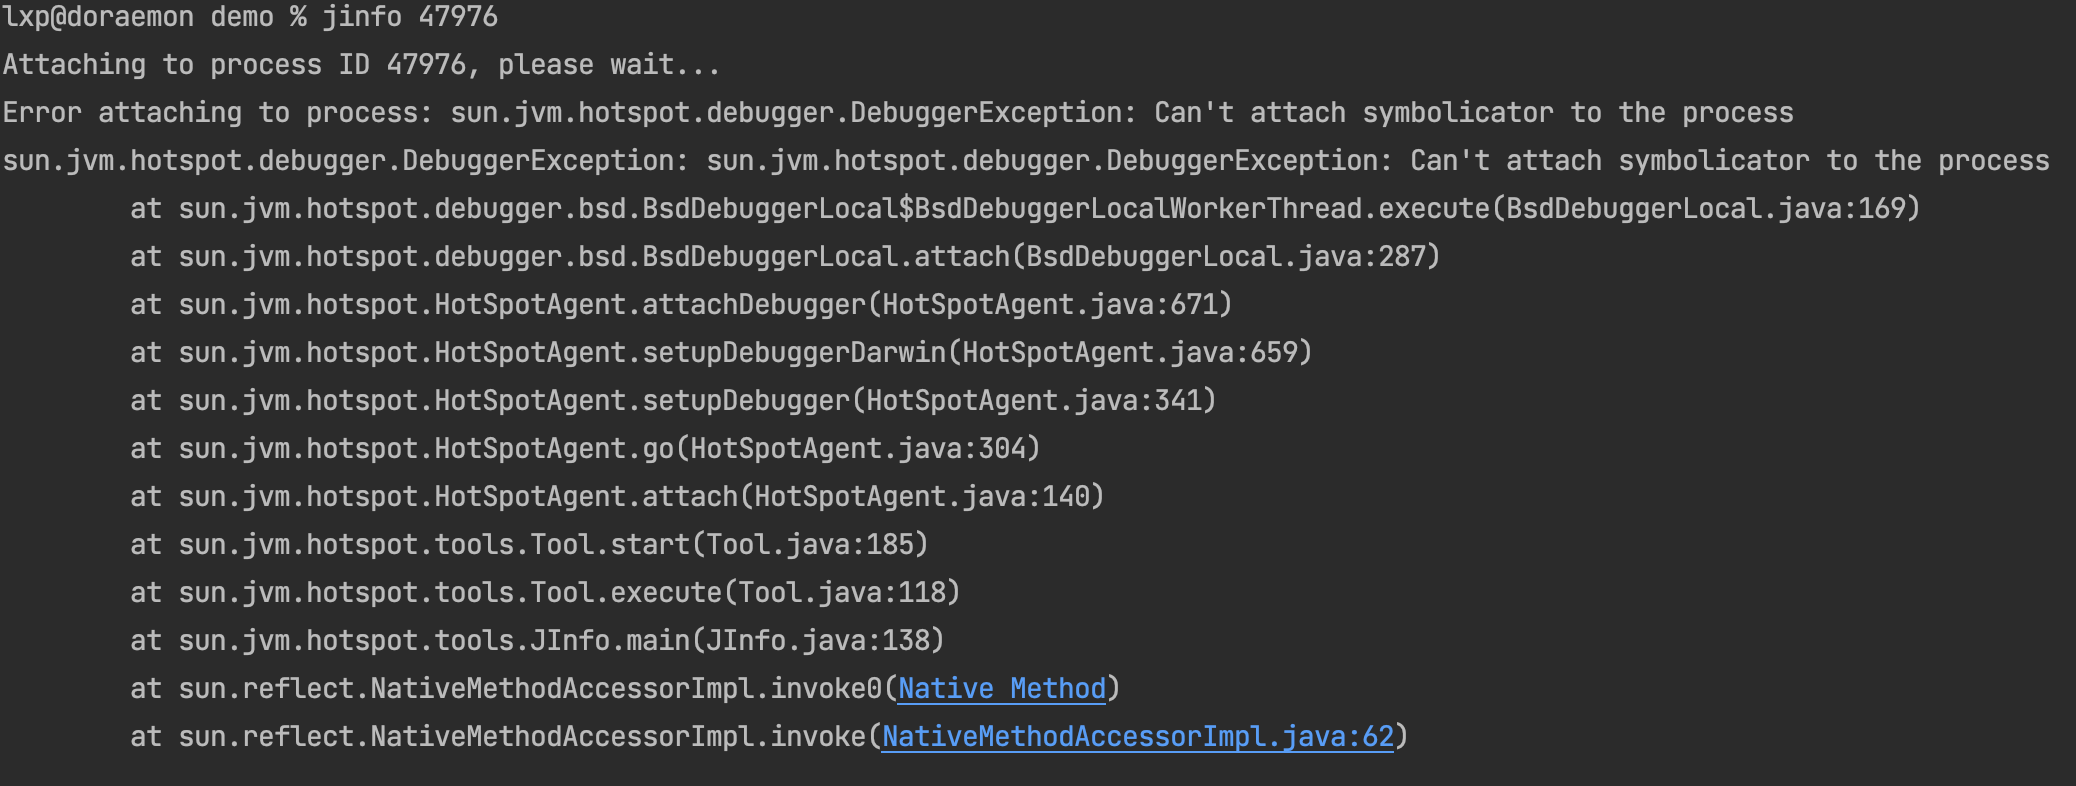 lxp@doraemon demo % jinfo 47976
Attaching to process ID 47976, please wait...
Error attaching to process: sun.jvm.hotspot.debugger.DebuggerException: Can't attach symbolicator to the process
sun.jvm.hotspot.debugger.DebuggerException: sun.jvm.hotspot.debugger.DebuggerException: Can't attach symbolicator to the process
        at sun.jvm.hotspot.debugger.bsd.BsdDebuggerLocal$BsdDebuggerLocalWorkerThread.execute(BsdDebuggerLocal.java:169)
        at sun.jvm.hotspot.debugger.bsd.BsdDebuggerLocal.attach(BsdDebuggerLocal.java:287)
        at sun.jvm.hotspot.HotSpotAgent.attachDebugger(HotSpotAgent.java:671)
        at sun.jvm.hotspot.HotSpotAgent.setupDebuggerDarwin(HotSpotAgent.java:659)
        at sun.jvm.hotspot.HotSpotAgent.setupDebugger(HotSpotAgent.java:341)
        at sun.jvm.hotspot.HotSpotAgent.go(HotSpotAgent.java:304)
        at sun.jvm.hotspot.HotSpotAgent.attach(HotSpotAgent.java:140)
        at sun.jvm.hotspot.tools.Tool.start(Tool.java:185)
        at sun.jvm.hotspot.tools.Tool.execute(Tool.java:118)
        at sun.jvm.hotspot.tools.JInfo.main(JInfo.java:138)
        at sun.reflect.NativeMethodAccessorImpl.invoke0(Native Method)
        at sun.reflect.NativeMethodAccessorImpl.invoke(NativeMethodAccessorImpl.java:62)